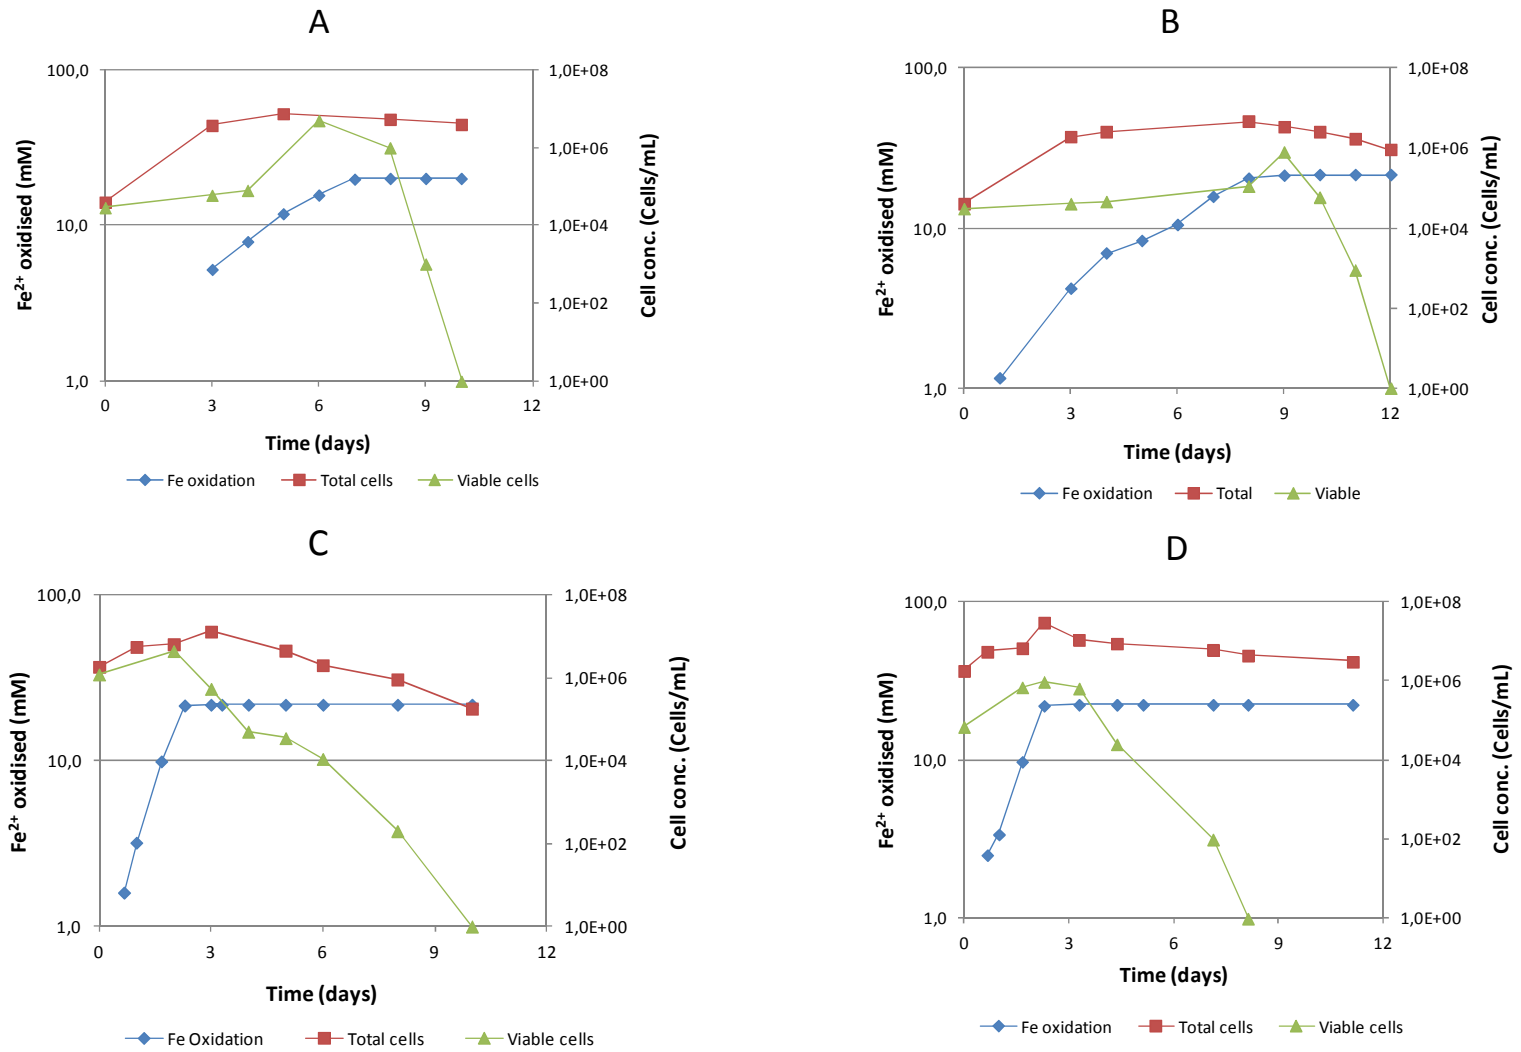 A
100,0
10,0
1,0
Fe2+ oxidised (mM)
1,0E+08
1,0E+06
1,0E+04
1,0E+02
1,0E+00
Cell conc. (Cells/mL)
0 3 6 9 12
Time (days)
Fe oxidation Total cells Viable cells
B
100,0
10,0
1,0
Fe2+ oxidised (mM)
1,0E+08
1,0E+06
1,0E+04
1,0E+02
1,0E+00
Cell conc. (Cells/mL)
0 3 6 9 12
Time (days)
Fe oxidation Total Viable
C
100,0
10,0
1,0
Fe2+ oxidised (mM)
1,0E+08
1,0E+06
1,0E+04
1,0E+02
1,0E+00
Cell conc. (Cells/mL)
0 3 6 9 12
Time (days)
Fe Oxidation Total cells Viable cells
D
100,0
10,0
1,0
Fe2+ oxidised (mM)
1,0E+08
1,0E+06
1,0E+04
1,0E+02
1,0E+00
Cell conc. (Cells/mL)
0 3 6 9 12
Time (days)
Fe oxidation Total cells Viable cells